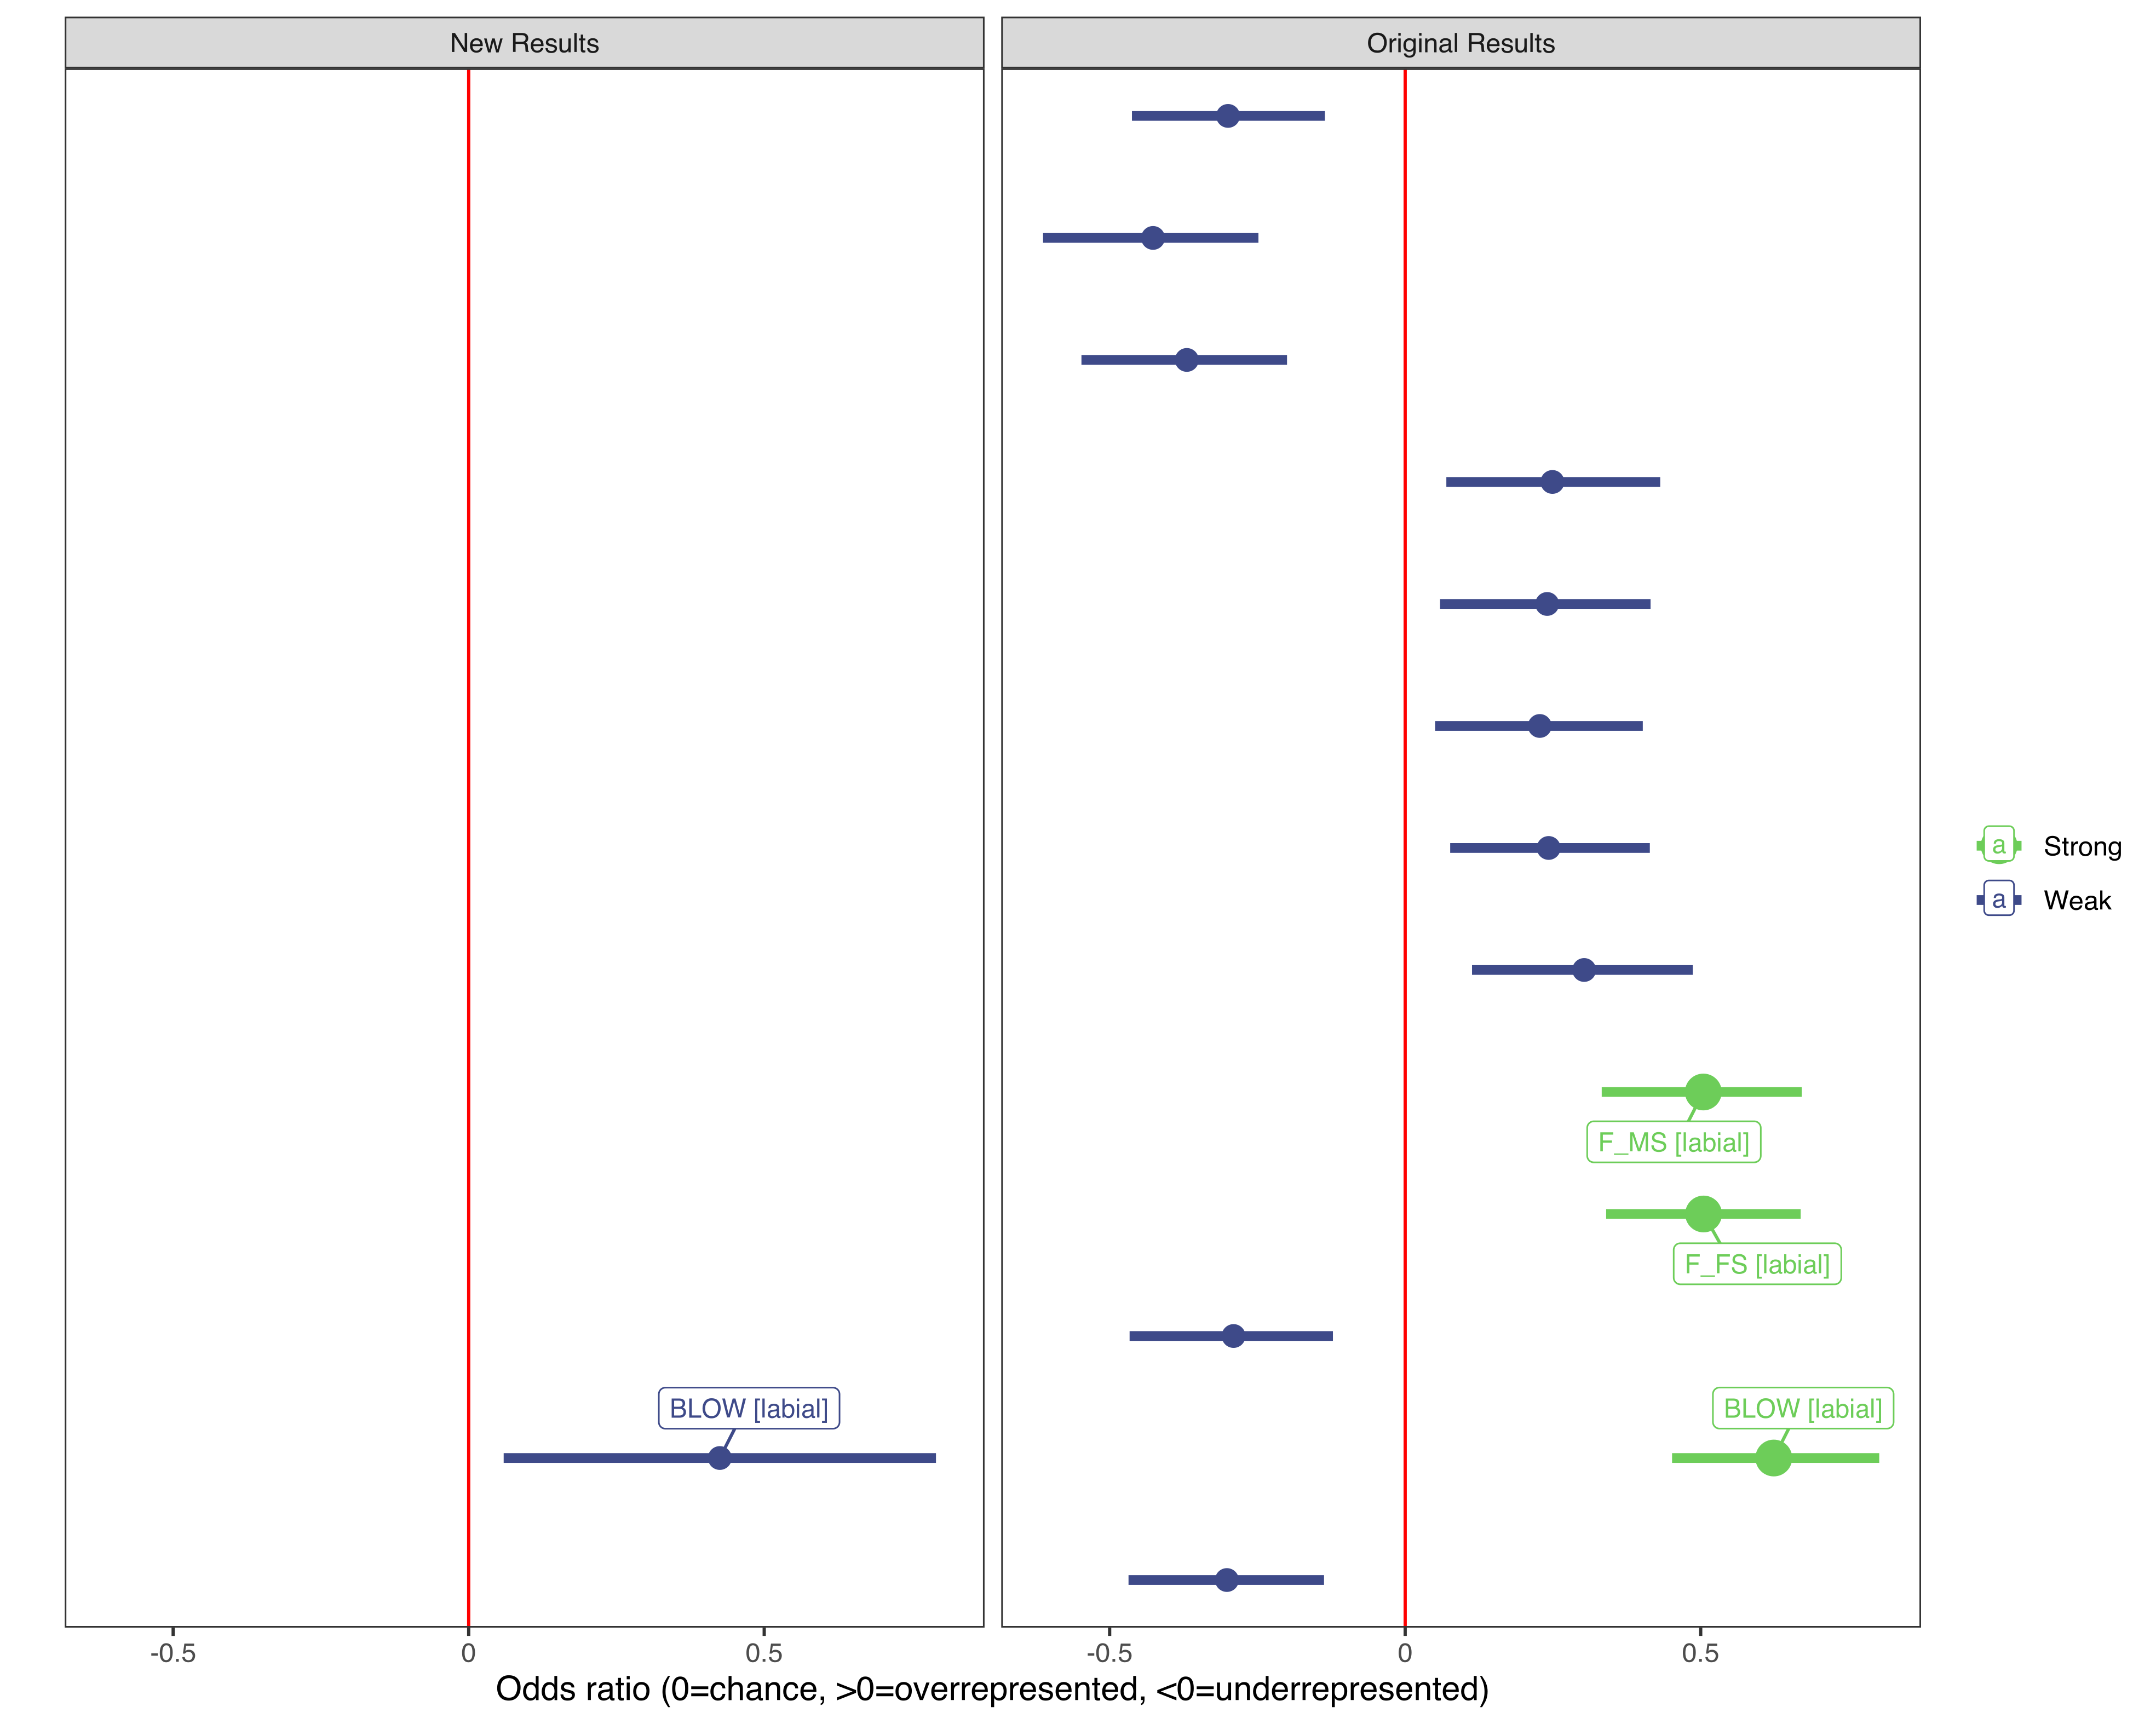 New Results
Original Results
F_MS [labial]
F_FS [labial]
BLOW [labial]
BLOW [labial]
a Strong
a Weak
-0.5 0 0.5
-0.5 0 0.5
Odds ratio (0=chance, >0=overrepresented, <0=underrepresented)